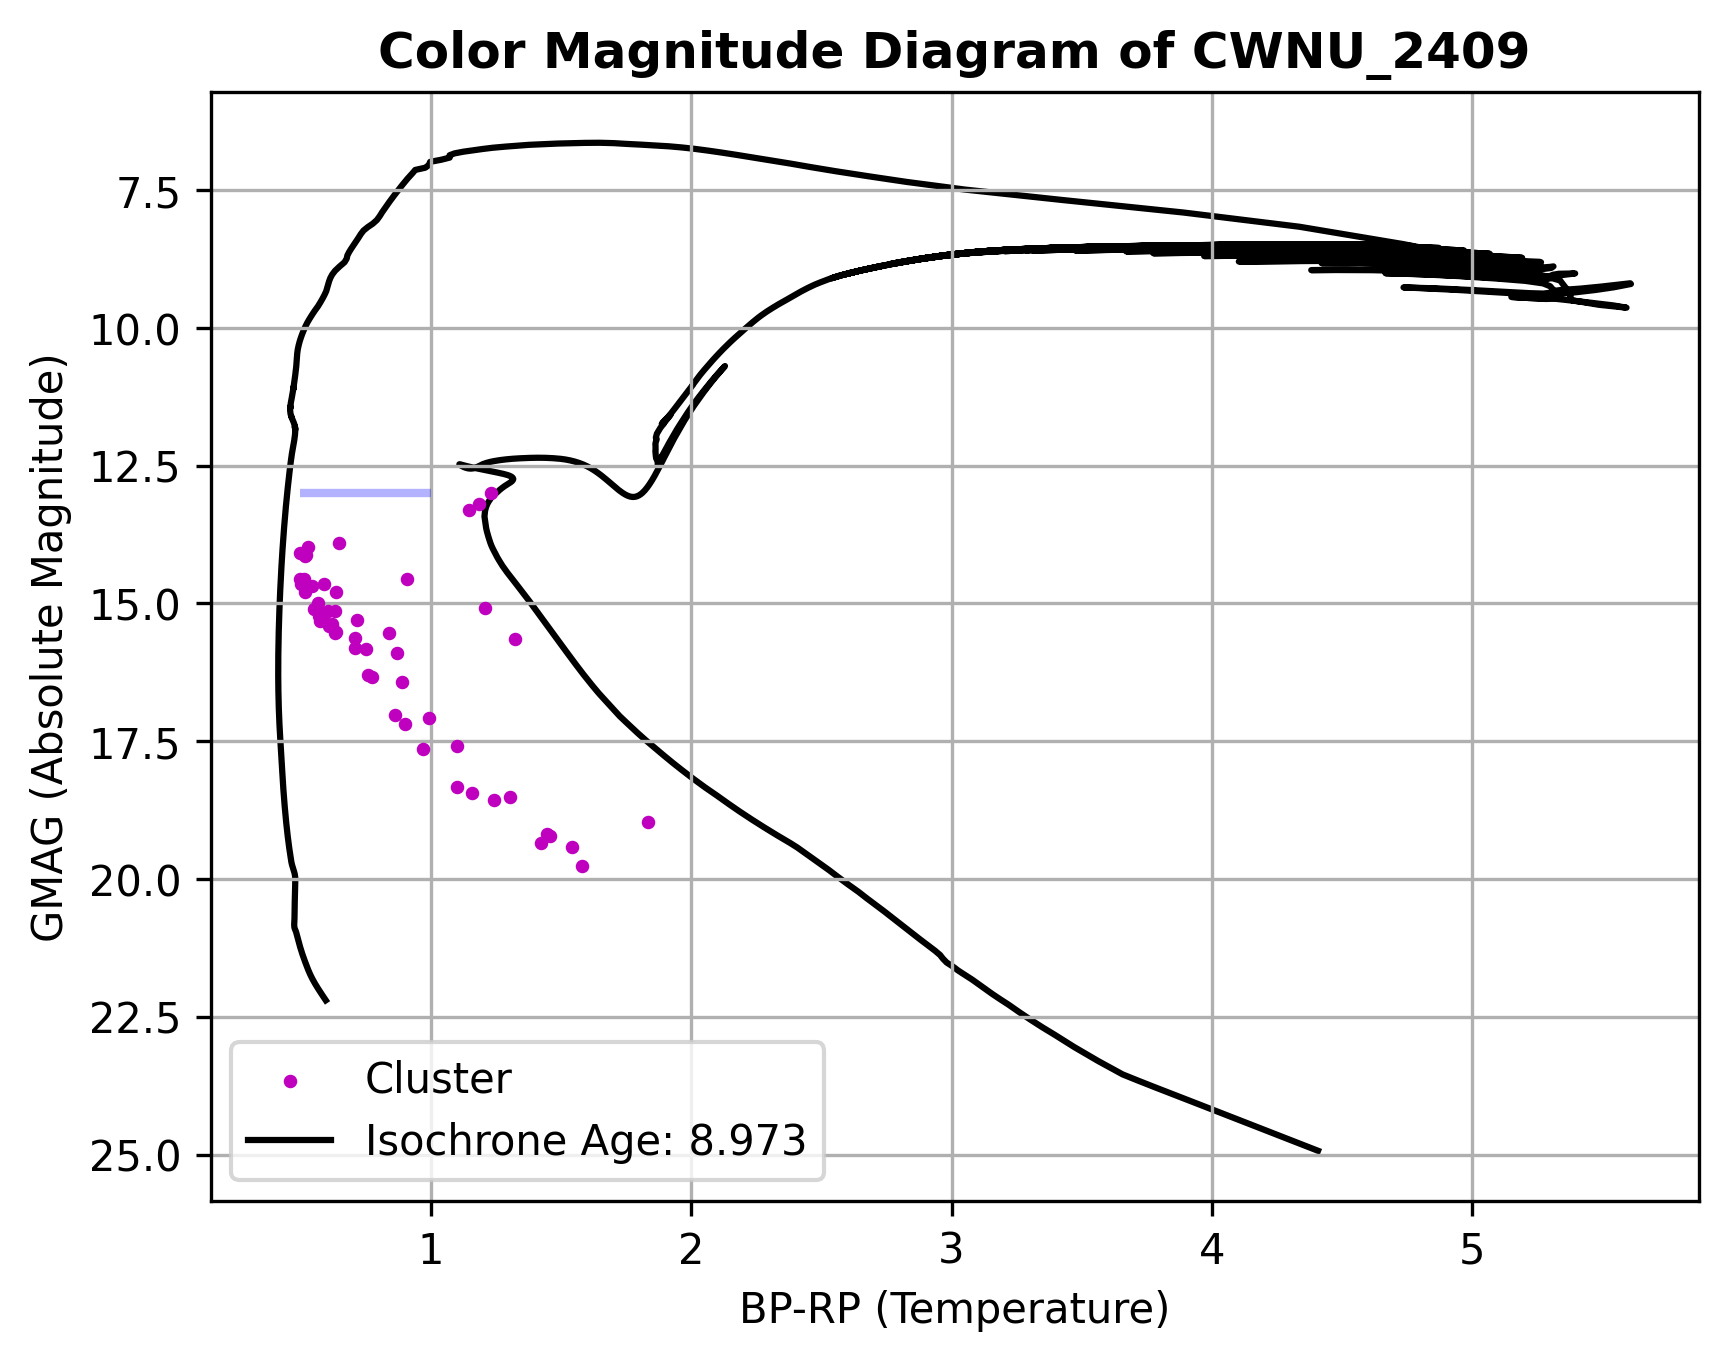 Color Magnitude Diagram of CWNU_2409
GMAG (Absolute Magnitude)
7.5
10.0
12.5
15.0
17.5
20.0
22.5
25.0
Cluster
Isochrone Age: 8.973
1 2 3 4 5
BP-RP (Temperature)